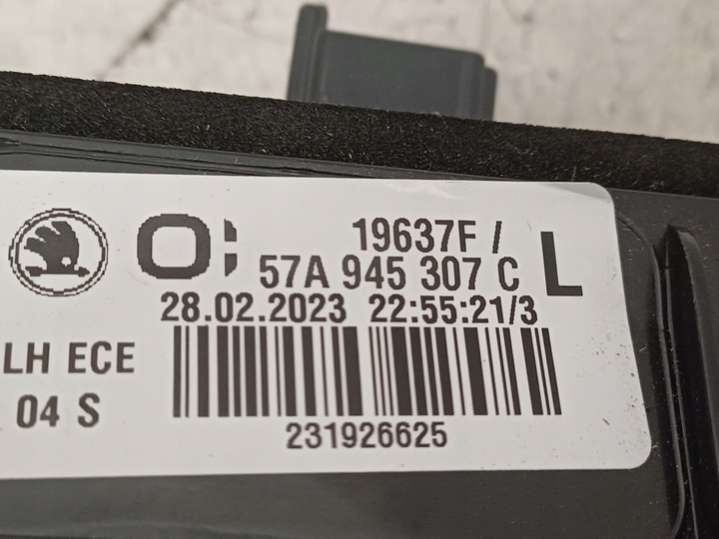 19637F /
57A 945 307 C L
28.02.2023 22:55:21/3
LH ECE
04 S
231926625